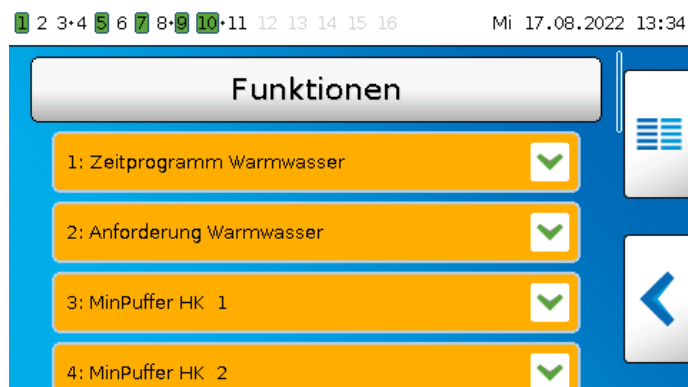 1 2 3+4 5 6 7 8+9 10+11 12 13 14 15 16 Mi 17.08.2022 13:34
Funktionen
1: Zeitprogramm Warmwasser
2: Anforderung Warmwasser
3: MinPuffer HK 1
4: MinPuffer HK 2